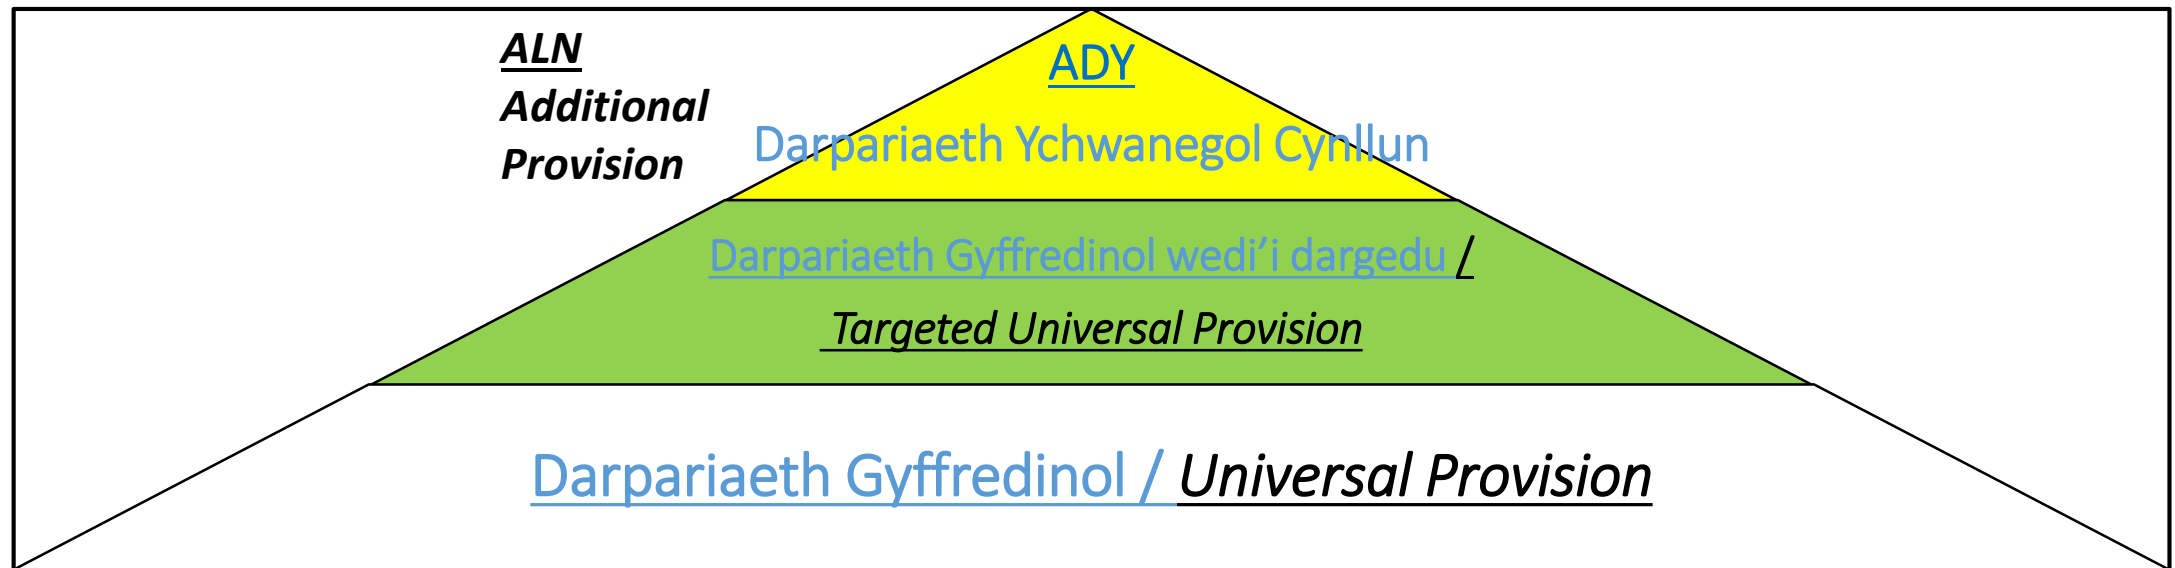 ALN
Additional
Provision
ADY
Darpariaeth Ychwanegol Cynllun
Darpariaeth Gyffredinol wedi’i dargedu /
Targeted Universal Provision
Darpariaeth Gyffredinol / Universal Provision